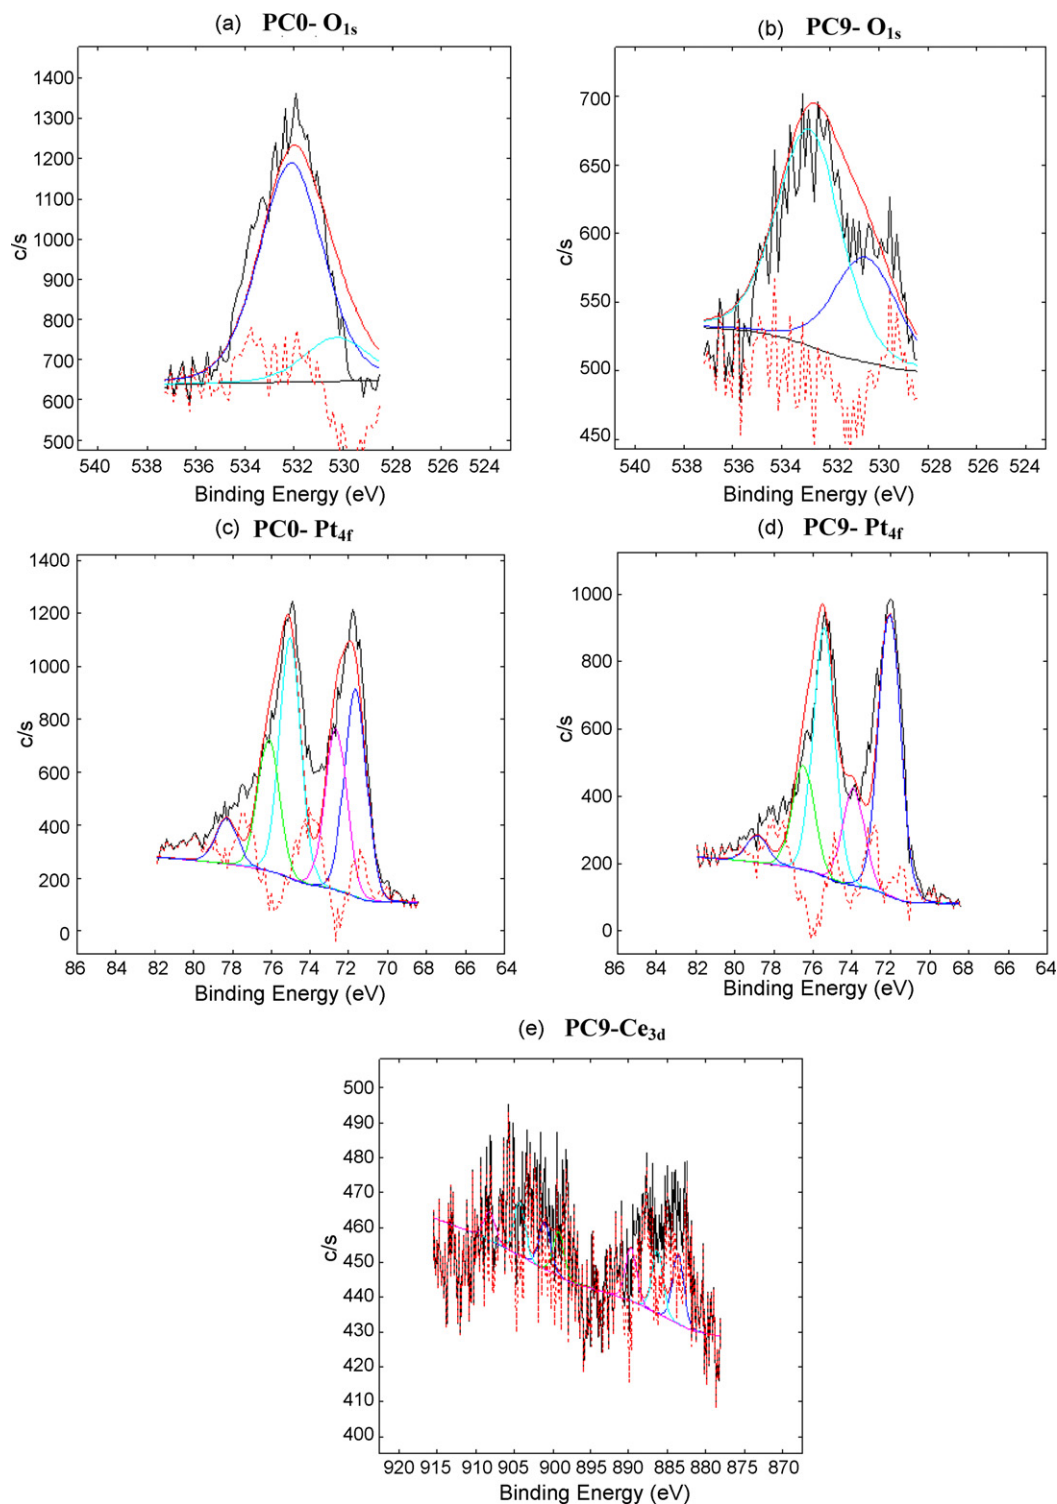 (a) PC0- O1s
1400
1300
1200
1100
1000
900
800
700
600
500
c/s
540 538 536 534 532 530 528 526 524
Binding Energy (eV)
(b) PC9- O1s
700
650
600
550
500
450
c/s
540 538 536 534 532 530 528 526 524
Binding Energy (eV)
(c) PC0- Pt4f
1400
1200
1000
800
600
400
200
0
c/s
86 84 82 80 78 76 74 72 70 68 66 64
Binding Energy (eV)
(d) PC9- Pt4f
1000
800
600
400
200
0
c/s
86 84 82 80 78 76 74 72 70 68 66 64
Binding Energy (eV)
(e) PC9-Ce3d
500
490
480
470
460
450
440
430
420
400
c/s
920 915 910 905 900 895 890 885 880 875 870
Binding Energy (eV)